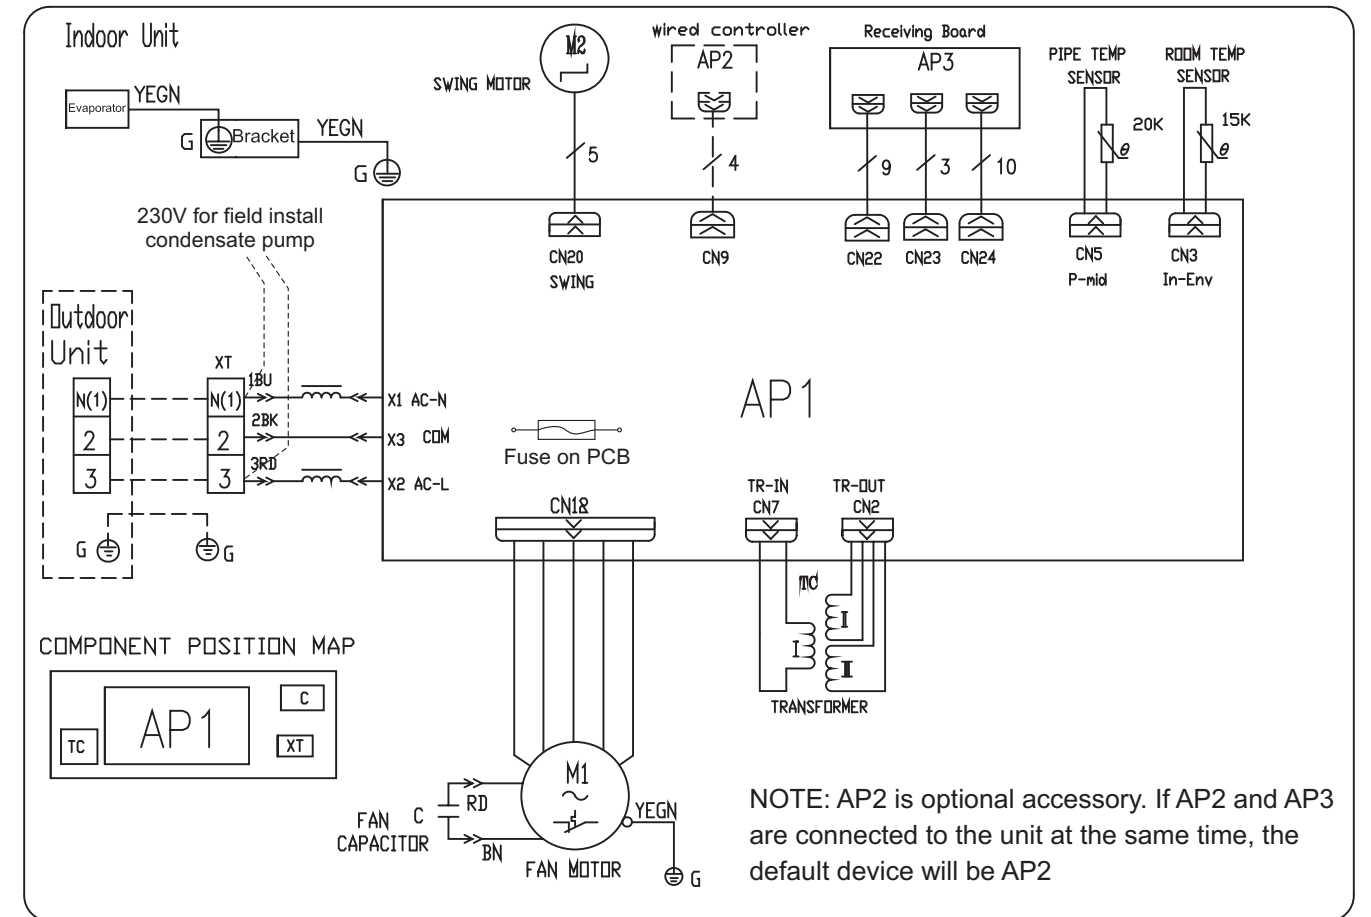 Indoor Unit
Evaporator
YEGN
G
Bracket
YEGN
G
230V for field install
condensate pump
SWING MOTOR
M2
5
CN20
SWING
Wired controller
AP2
4
CN9
Receiving Board
AP3
9
3
10
CN22
CN23
CN24
PIPE TEMP
SENSOR
20K
θ
CN5
P-mid
ROOM TEMP
SENSOR
15K
θ
CN3
In-Env
Outdoor
Unit
N(1)
2
3
G
XT
N(1)
2
3
G
1BU
2BK
3RD
X1 AC-N
X3 COM
X2 AC-L
AP1
Fuse on PCB
CN18
TR-IN
CN7
TR-OUT
CN2
TC
I
I
II
TRANSFORMER
COMPONENT POSITION MAP
TC
AP1
C
XT
FAN
CAPACITOR
C
RD
BN
M1
FAN MOTOR
YEGN
G
NOTE: AP2 is optional accessory. If AP2 and AP3
are connected to the unit at the same time, the
default device will be AP2